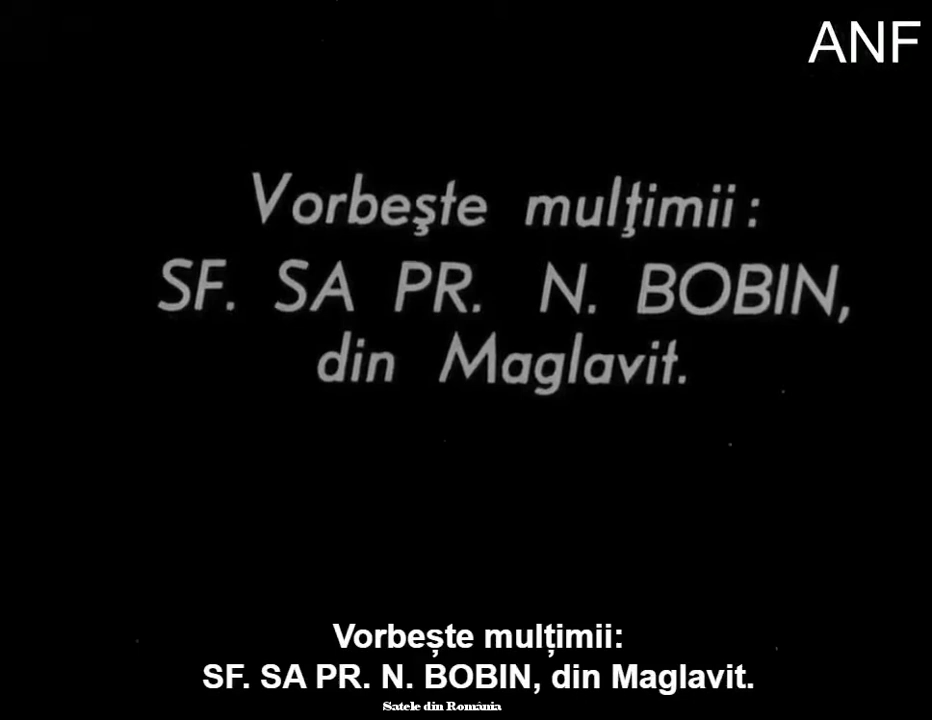 ANF
Vorbeşte mulţimii:
SF. SA PR. N. BOBIN,
din Maglavit.
Vorbește mulțimii:
SF. SA PR. N. BOBIN, din Maglavit.
Satele din România